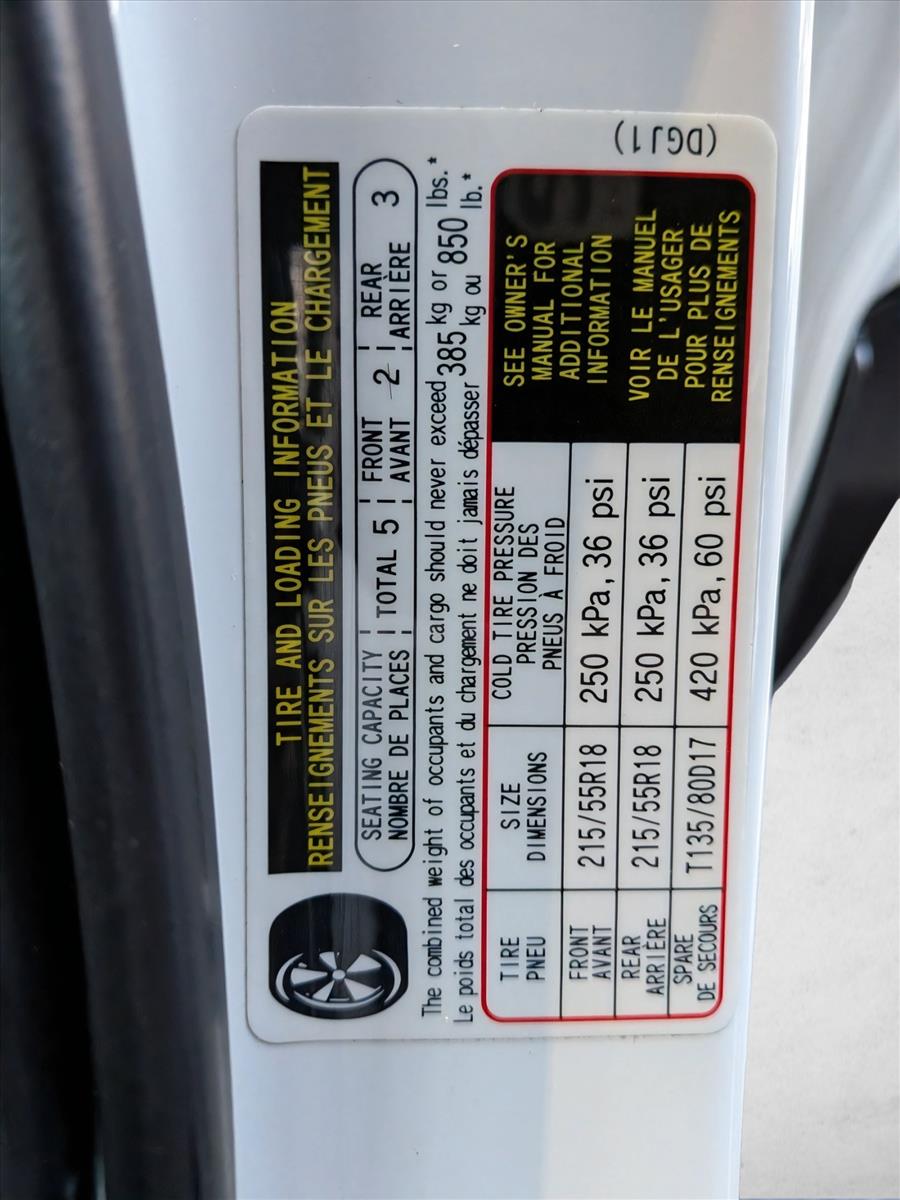 (DGJ1)
TIRE AND LOADING INFORMATION
RENSEIGNEMENTS SUR LES PNEUS ET LE CHARGEMENT
SEATING CAPACITY | TOTAL 5 | FRONT 2 | REAR 3
NOMBRE DE PLACES | AVANT | ARRIÈRE
The combined weight of occupants and cargo should never exceed 385 kg or 850 lbs.*
Le poids total des occupants et du chargement ne doit jamais dépasser 385 kg ou 850 lb.*
TIRE PNEU | SIZE DIMENSIONS | COLD TIRE PRESSURE PRESSION DES PNEUS À FROID
FRONT AVANT | 215/55R18 | 250 kPa, 36 psi
REAR ARRIÈRE | 215/55R18 | 250 kPa, 36 psi
SPARE DE SECOURS | T135/80D17 | 420 kPa, 60 psi
SEE OWNER'S
MANUAL FOR
ADDITIONAL
INFORMATION
VOIR LE MANUEL
DE L'USAGER
POUR PLUS DE
RENSEIGNEMENTS